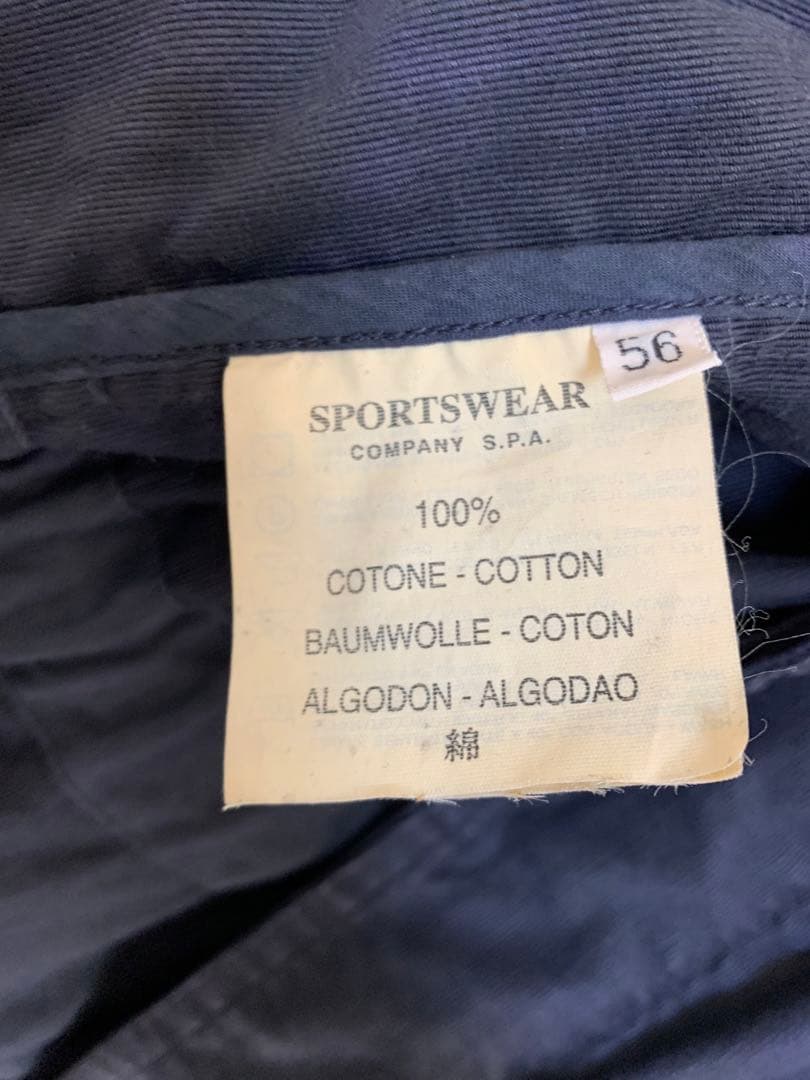 56
SPORTSWEAR
COMPANY S.P.A.
100%
COTONE - COTTON
BAUMWOLLE - COTON
ALGODON - ALGODAO
綿